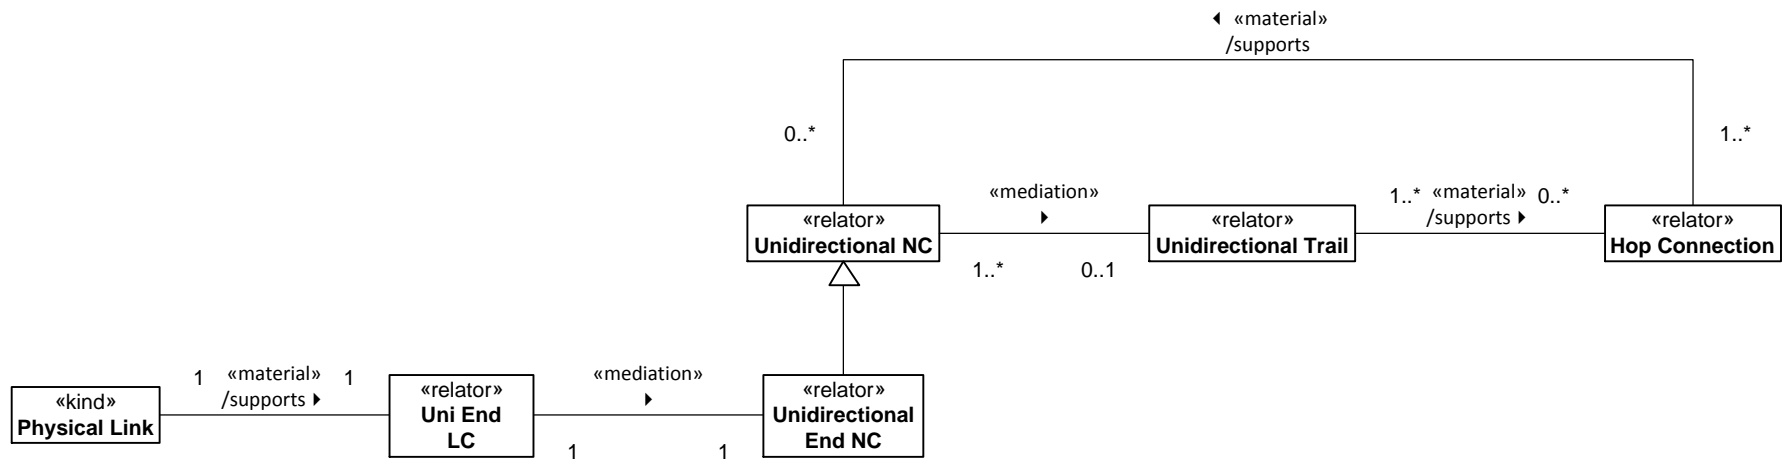 ◄ «material»
/supports
0..*
1..*
«relator»
Unidirectional NC
«mediation»
►
1..*
0..1
«relator»
Unidirectional Trail
1..* «material» 0..*
/supports ►
«relator»
Hop Connection
«kind»
Physical Link
1 «material» 1
/supports ►
«relator»
Uni End
LC
«mediation»
►
1
1
«relator»
Unidirectional
End NC